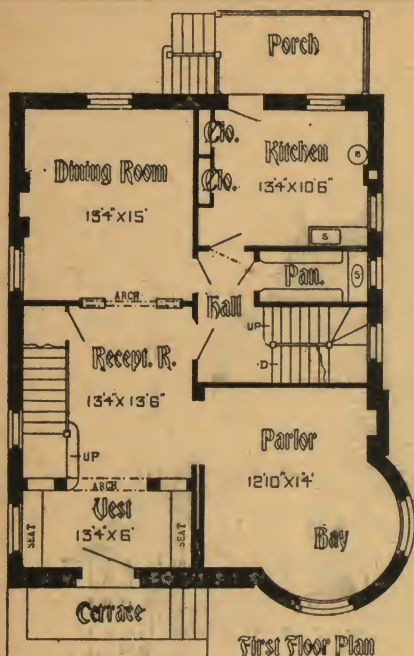 Porch
Clo.
Kitchen
B
Dining Room
13'4"X10'6"
Clo.
13'4"X15'
S
Pan.
S
ARCH
Hall
UP
Recept. R.
D
13'4"X13'6"
Parlor
UP
12'10"X14'
ARCH
Vest
SEAT
13'4"X6'
SEAT
Bay
Terrace
First Floor Plan